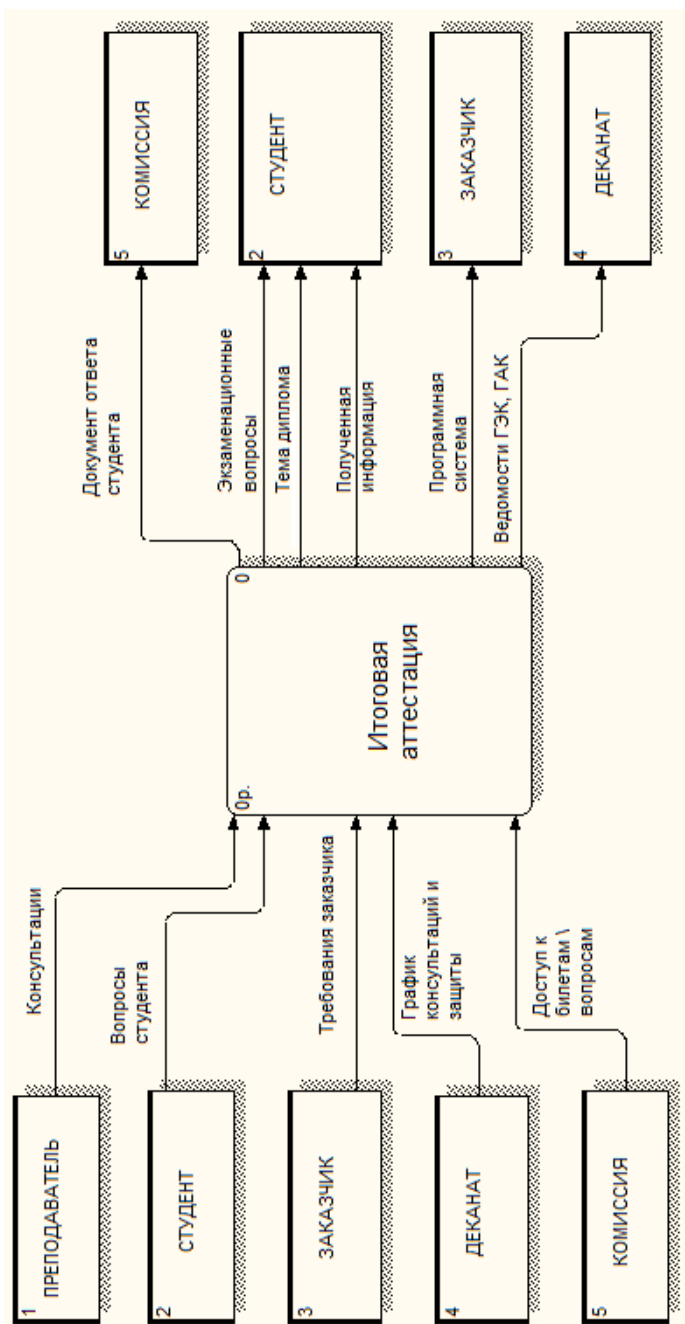 1
ПРЕПОДАВАТЕЛЬ
2
СТУДЕНТ
3
ЗАКАЗЧИК
4
ДЕКАНАТ
5
КОМИССИЯ
Консультации
Вопросы
студента
Требования заказчика
График
консультаций и
защиты
Доступ к
билетам \
вопросам
0р.
0
Итоговая
аттестация
Документ ответа
студента
Экзаменационные
вопросы
Тема диплома
Полученная
информация
Программная
система
Ведомости ГЭК, ГАК
5
КОМИССИЯ
2
СТУДЕНТ
3
ЗАКАЗЧИК
4
ДЕКАНАТ